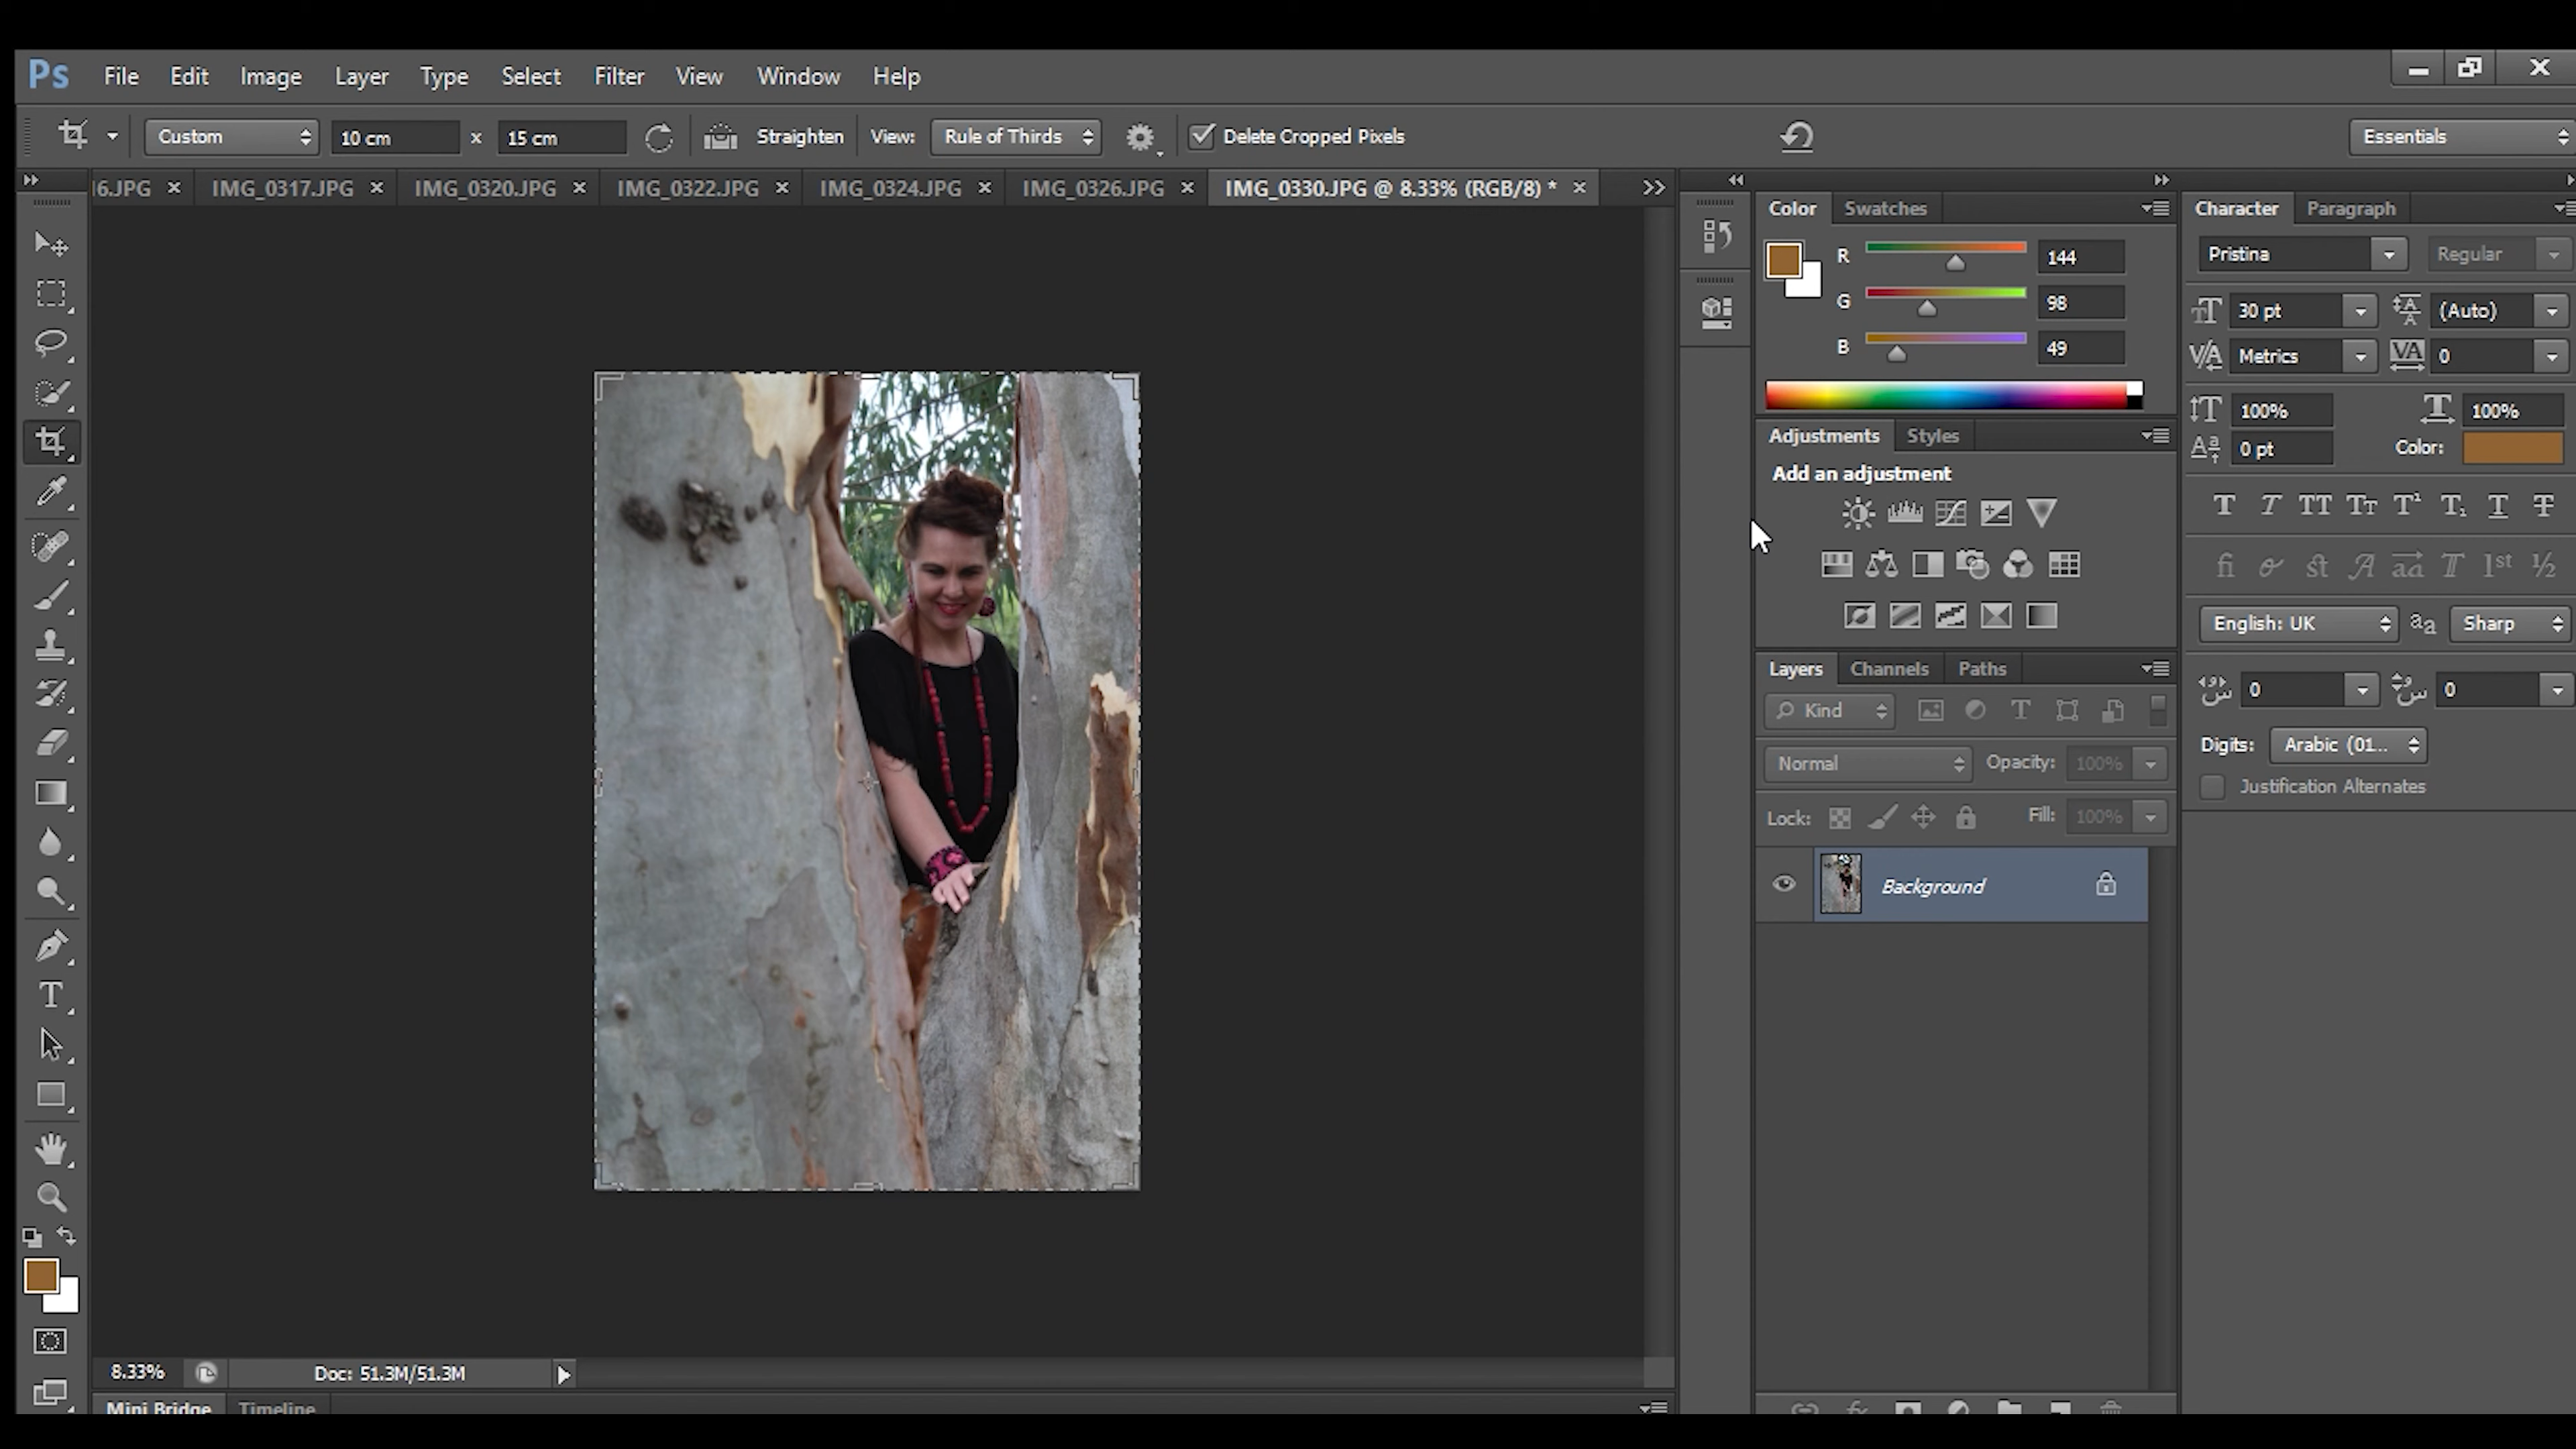 Ps File Edit Image Layer Type Select Filter View Window Help
Custom 10 cm x 15 cm Straighten View: Rule of Thirds Delete Cropped Pixels Essentials
16.JPG IMG_0317.JPG IMG_0320.JPG IMG_0322.JPG IMG_0324.JPG IMG_0326.JPG IMG_0330.JPG @ 8.33% (RGB/8) *
Color Swatches
R 144
G 98
B 49
Adjustments Styles
Add an adjustment
Layers Channels Paths
Kind
Normal Opacity: 100%
Lock: Fill: 100%
Background
Character Paragraph
Pristina Regular
30 pt (Auto)
Metrics 0
100% 100%
0 pt Color:
English: UK Sharp
0 0
Digits: Arabic (01...
Justification Alternates
8.33% Doc: 51.3M/51.3M
Mini Bridge Timeline